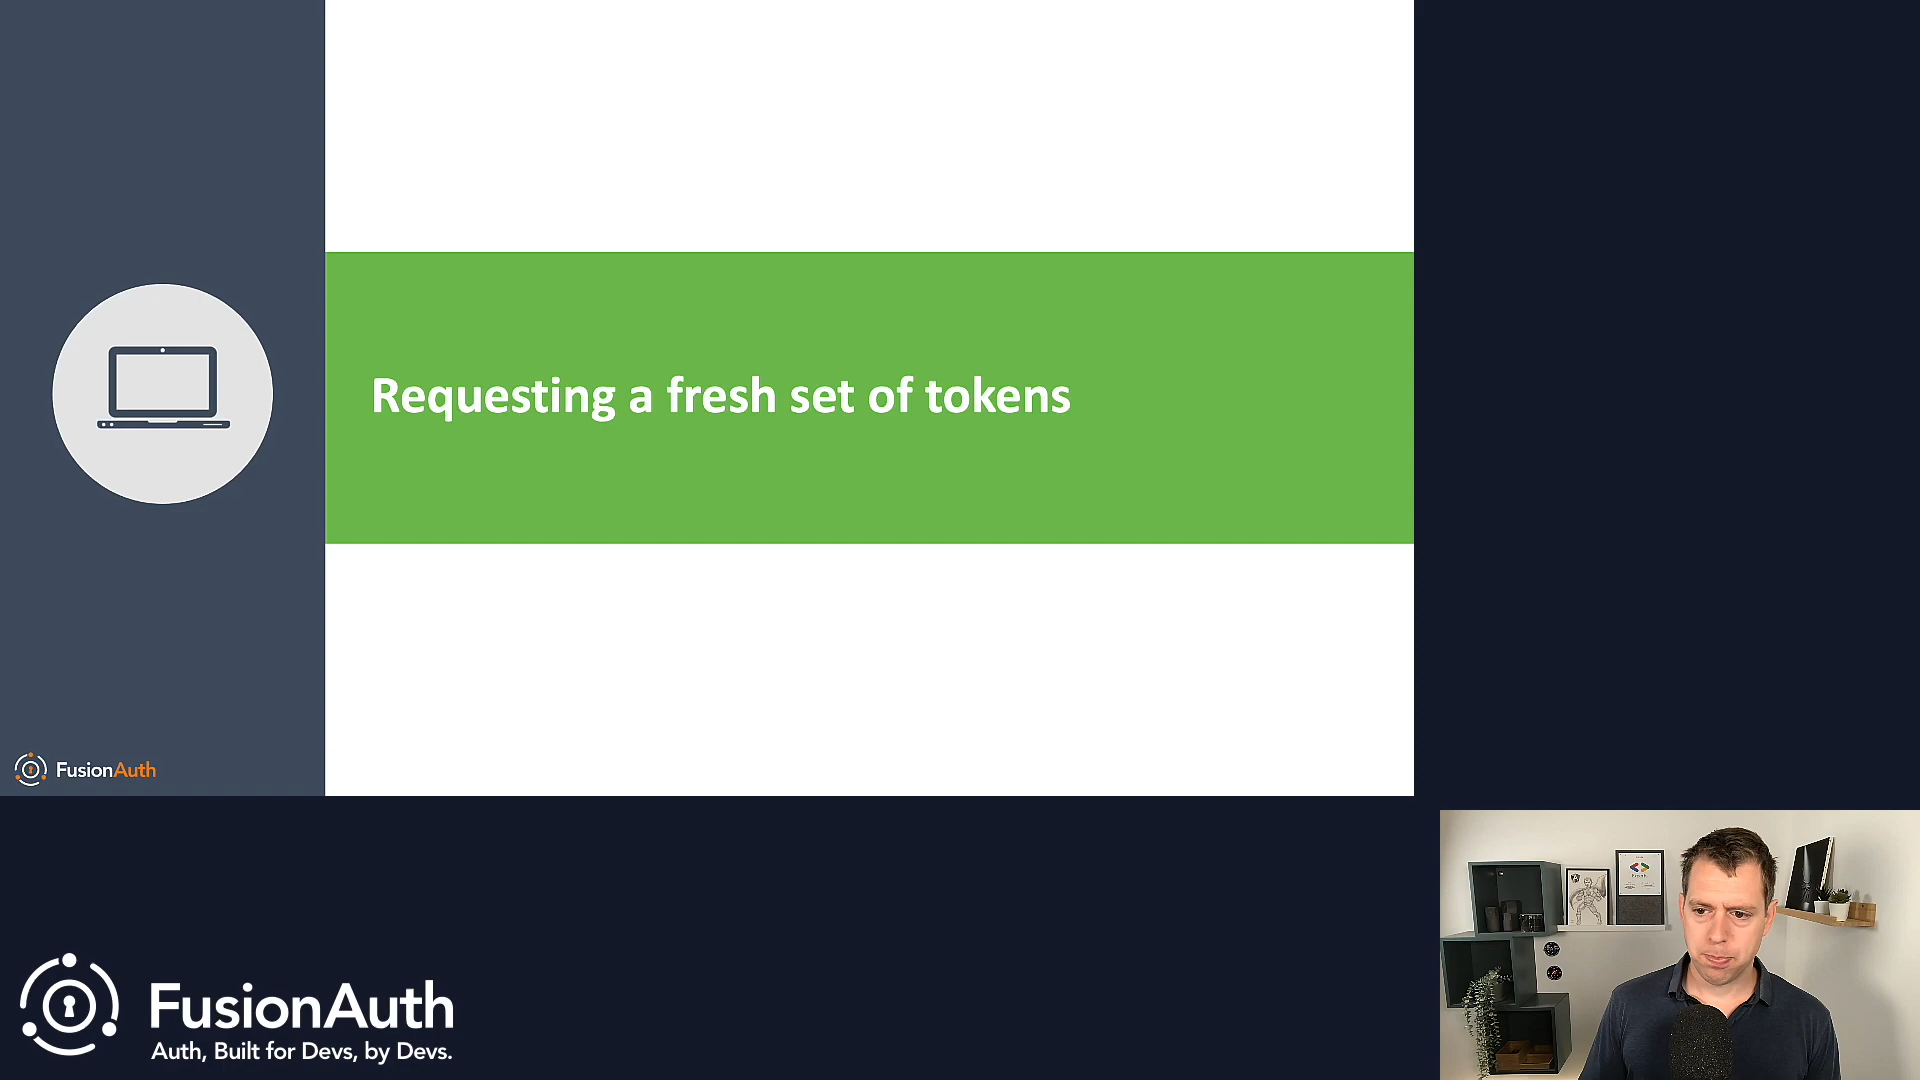 Requesting a fresh set of tokens
FusionAuth
FusionAuth
Auth, Built for Devs, by Devs.